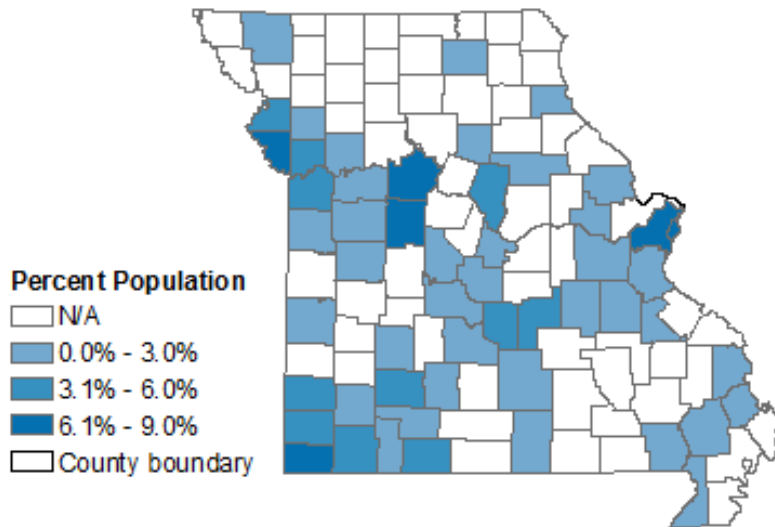 Percent Population
N/A
0.0% - 3.0%
3.1% - 6.0%
6.1% - 9.0%
County boundary